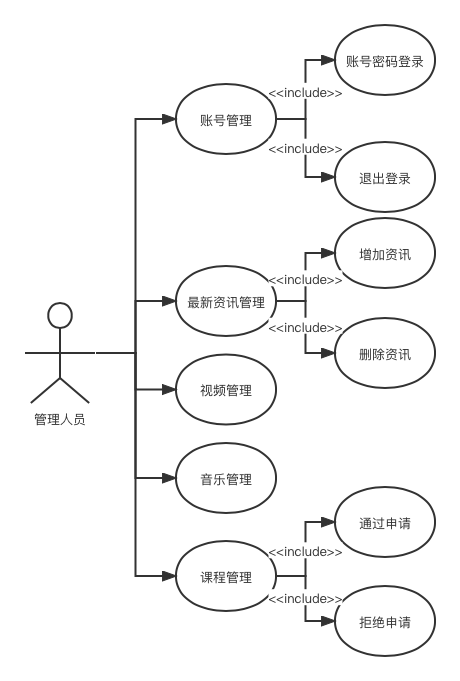 账号密码登录
<<include>>
账号管理
<<include>>
退出登录
增加资讯
<<include>>
最新资讯管理
<<include>>
删除资讯
视频管理
管理人员
音乐管理
通过申请
<<include>>
课程管理
<<include>>
拒绝申请